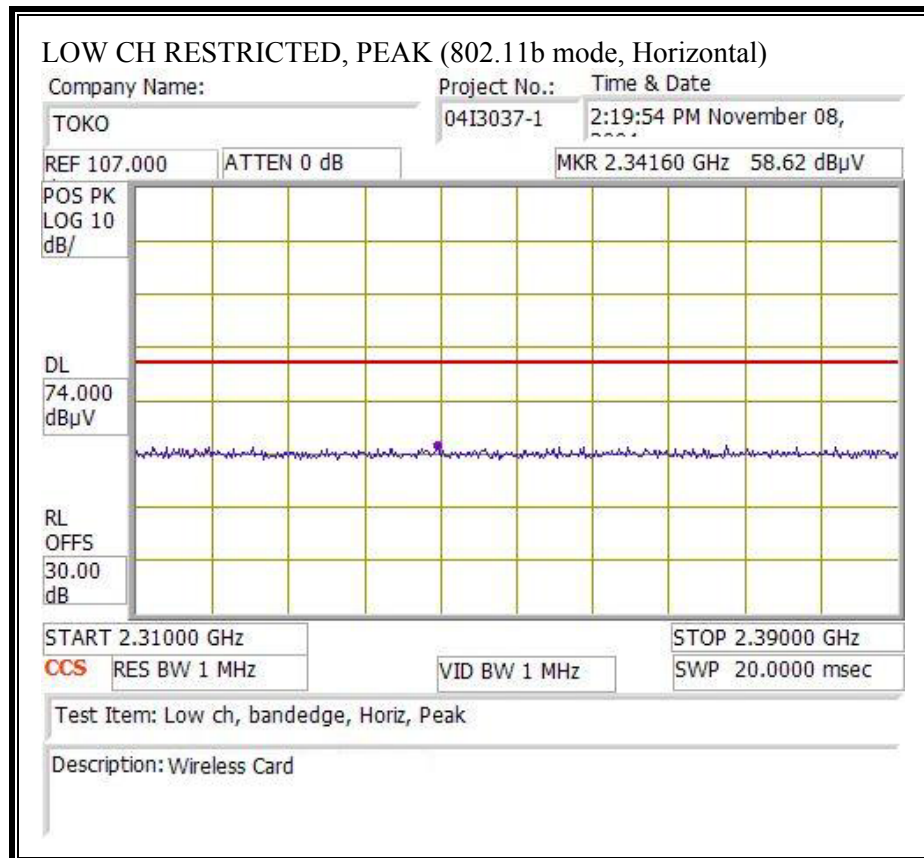 LOW CH RESTRICTED, PEAK (802.11b mode, Horizontal)
Company Name:
Project No.:
Time & Date
TOKO
04I3037-1
2:19:54 PM November 08,
REF 107.000
ATTEN 0 dB
MKR 2.34160 GHz 58.62 dBµV
POS PK
LOG 10
dB/
DL
74.000
dBµV
RL
OFFS
30.00
dB
START 2.31000 GHz
STOP 2.39000 GHz
CCS
RES BW 1 MHz
VID BW 1 MHz
SWP 20.0000 msec
Test Item: Low ch, bandedge, Horiz, Peak
Description: Wireless Card